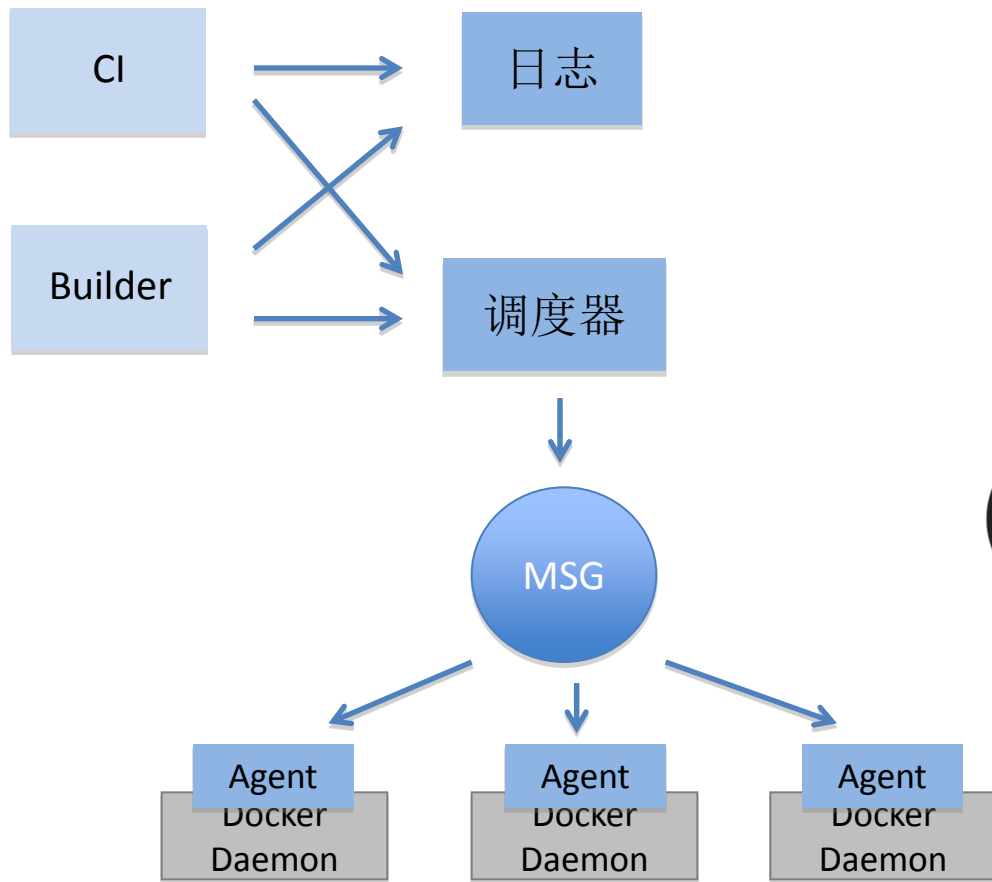 CI
日志
Builder
调度器
MSG
Agent
Docker
Daemon
Agent
Docker
Daemon
Agent
Docker
Daemon